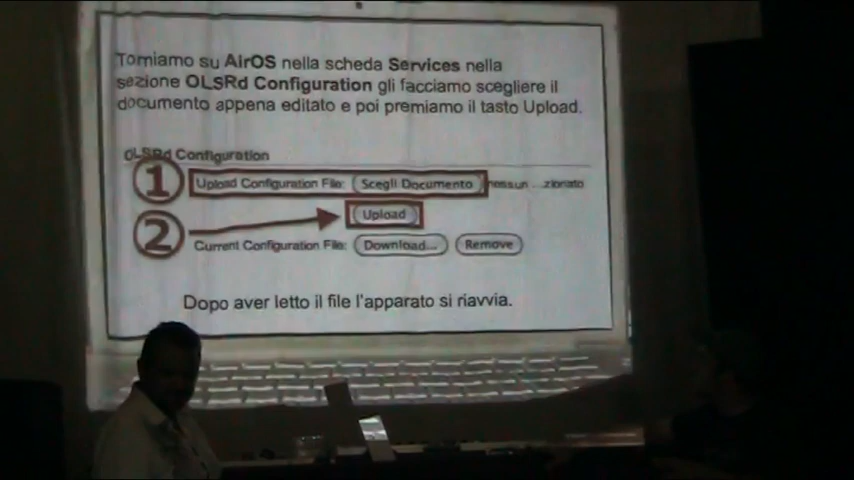 Torniamo su AirOS nella scheda Services nella
sezione OLSRd Configuration gli facciamo scegliere il
documento appena editato e poi premiamo il tasto Upload.
OLSRd Configuration
1 Upload Configuration File: Scegli Documento nessun ...zionato
Upload
2
Current Configuration File: Download... Remove
Dopo aver letto il file l'apparato si riavvia.